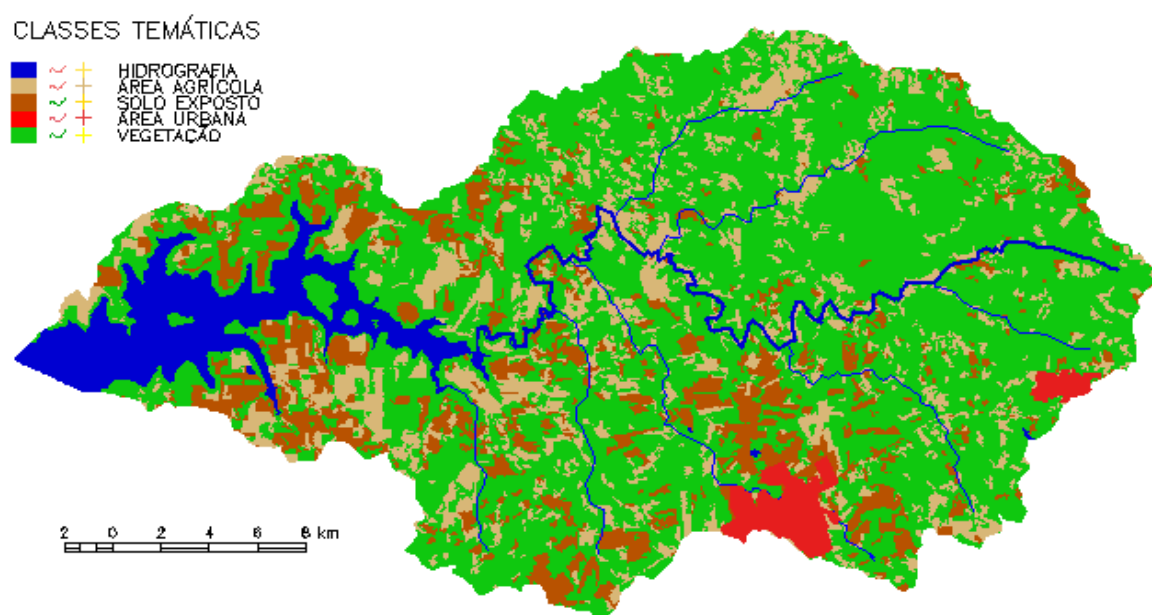 CLASSES TEMÁTICAS
HIDROGRAFIA
ÁREA AGRÍCOLA
SOLO EXPOSTO
ÁREA URBANA
VEGETAÇÃO
2 0 2 4 6 8 km